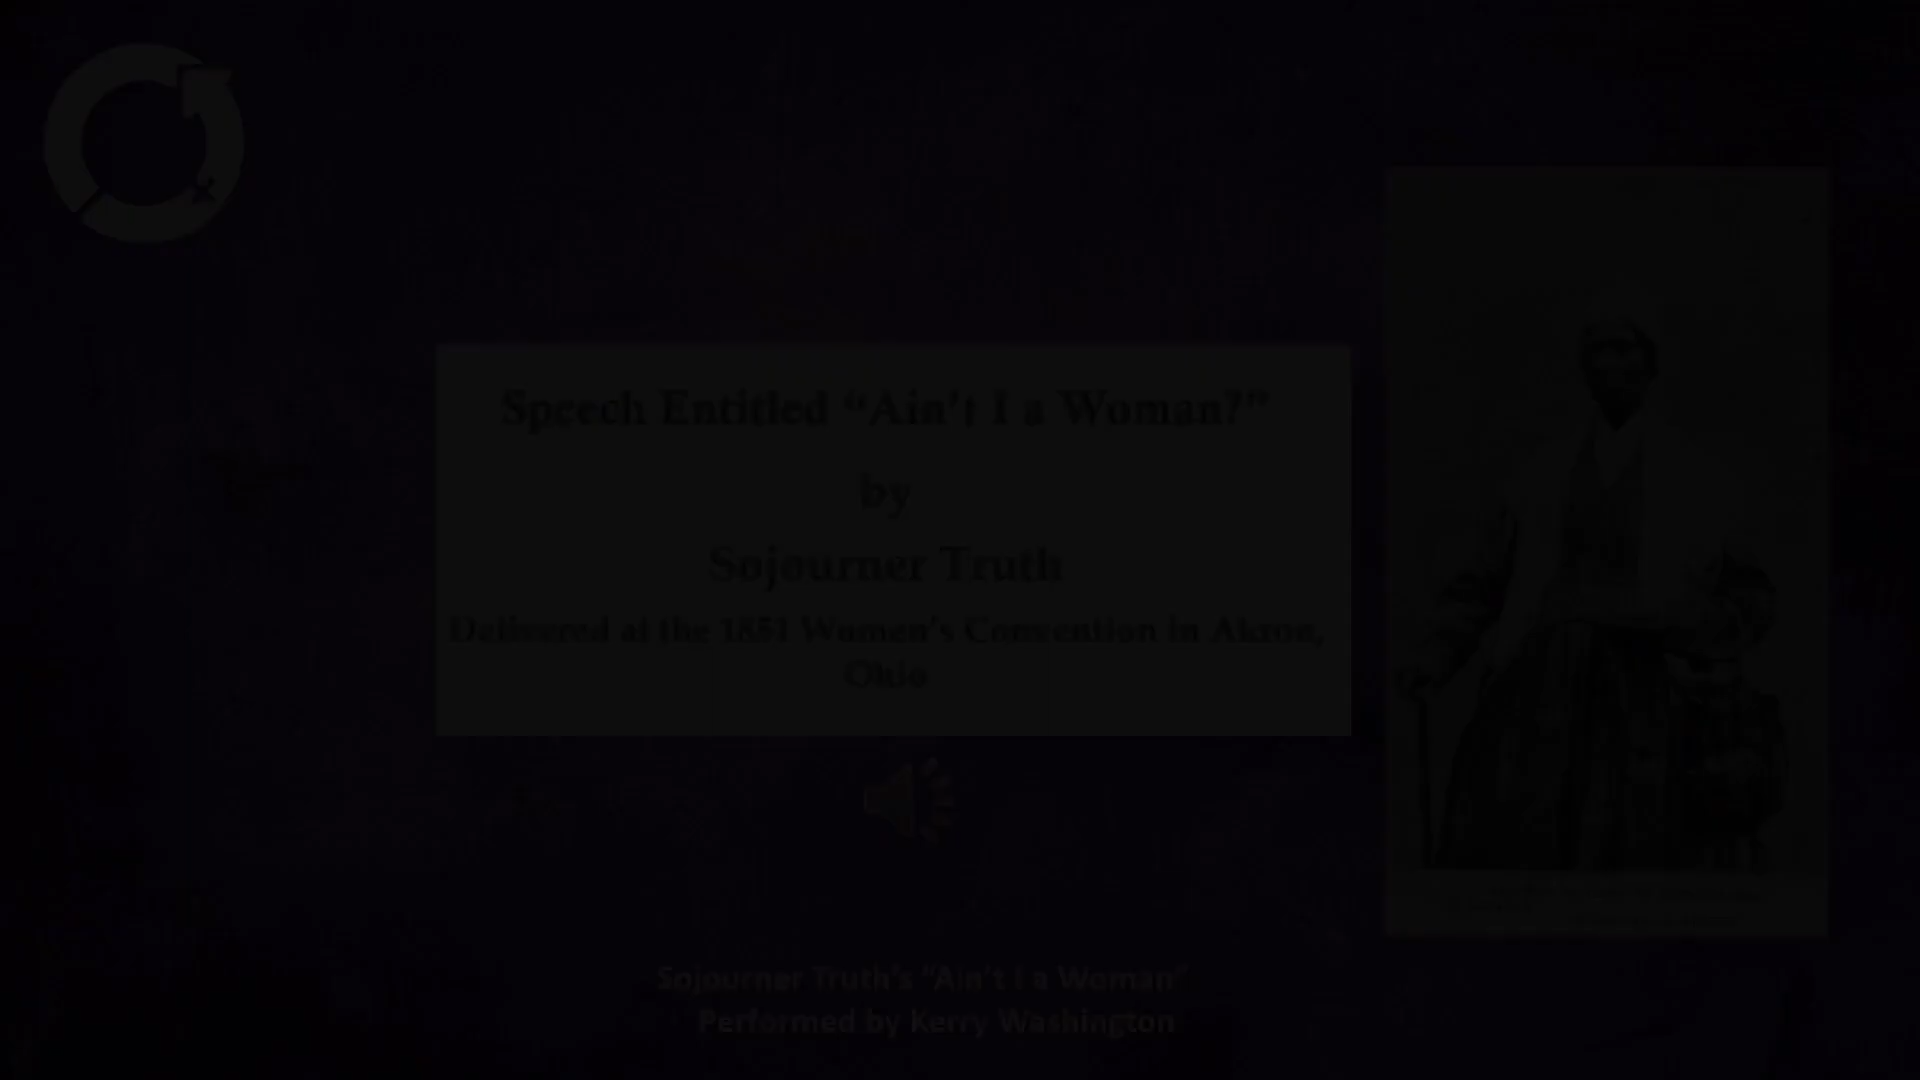 Speech Entitled “Ain’t I a Woman?”
by
Sojourner Truth
Delivered at the 1851 Women’s Convention in Akron,
Ohio
Sojourner Truth’s “Ain’t I a Woman”
Performed by Kerry Washington